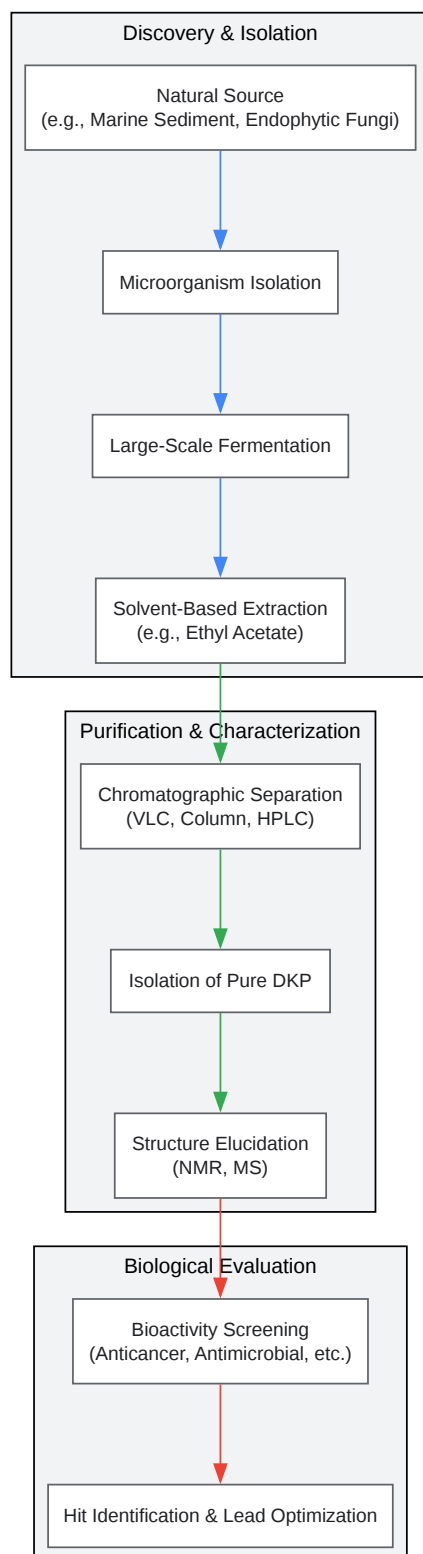 Discovery & Isolation
Natural Source
(e.g., Marine Sediment, Endophytic Fungi)
Microorganism Isolation
Large-Scale Fermentation
Solvent-Based Extraction
(e.g., Ethyl Acetate)
Purification & Characterization
Chromatographic Separation
(VLC, Column, HPLC)
Isolation of Pure DKP
Structure Elucidation
(NMR, MS)
Biological Evaluation
Bioactivity Screening
(Anticancer, Antimicrobial, etc.)
Hit Identification & Lead Optimization